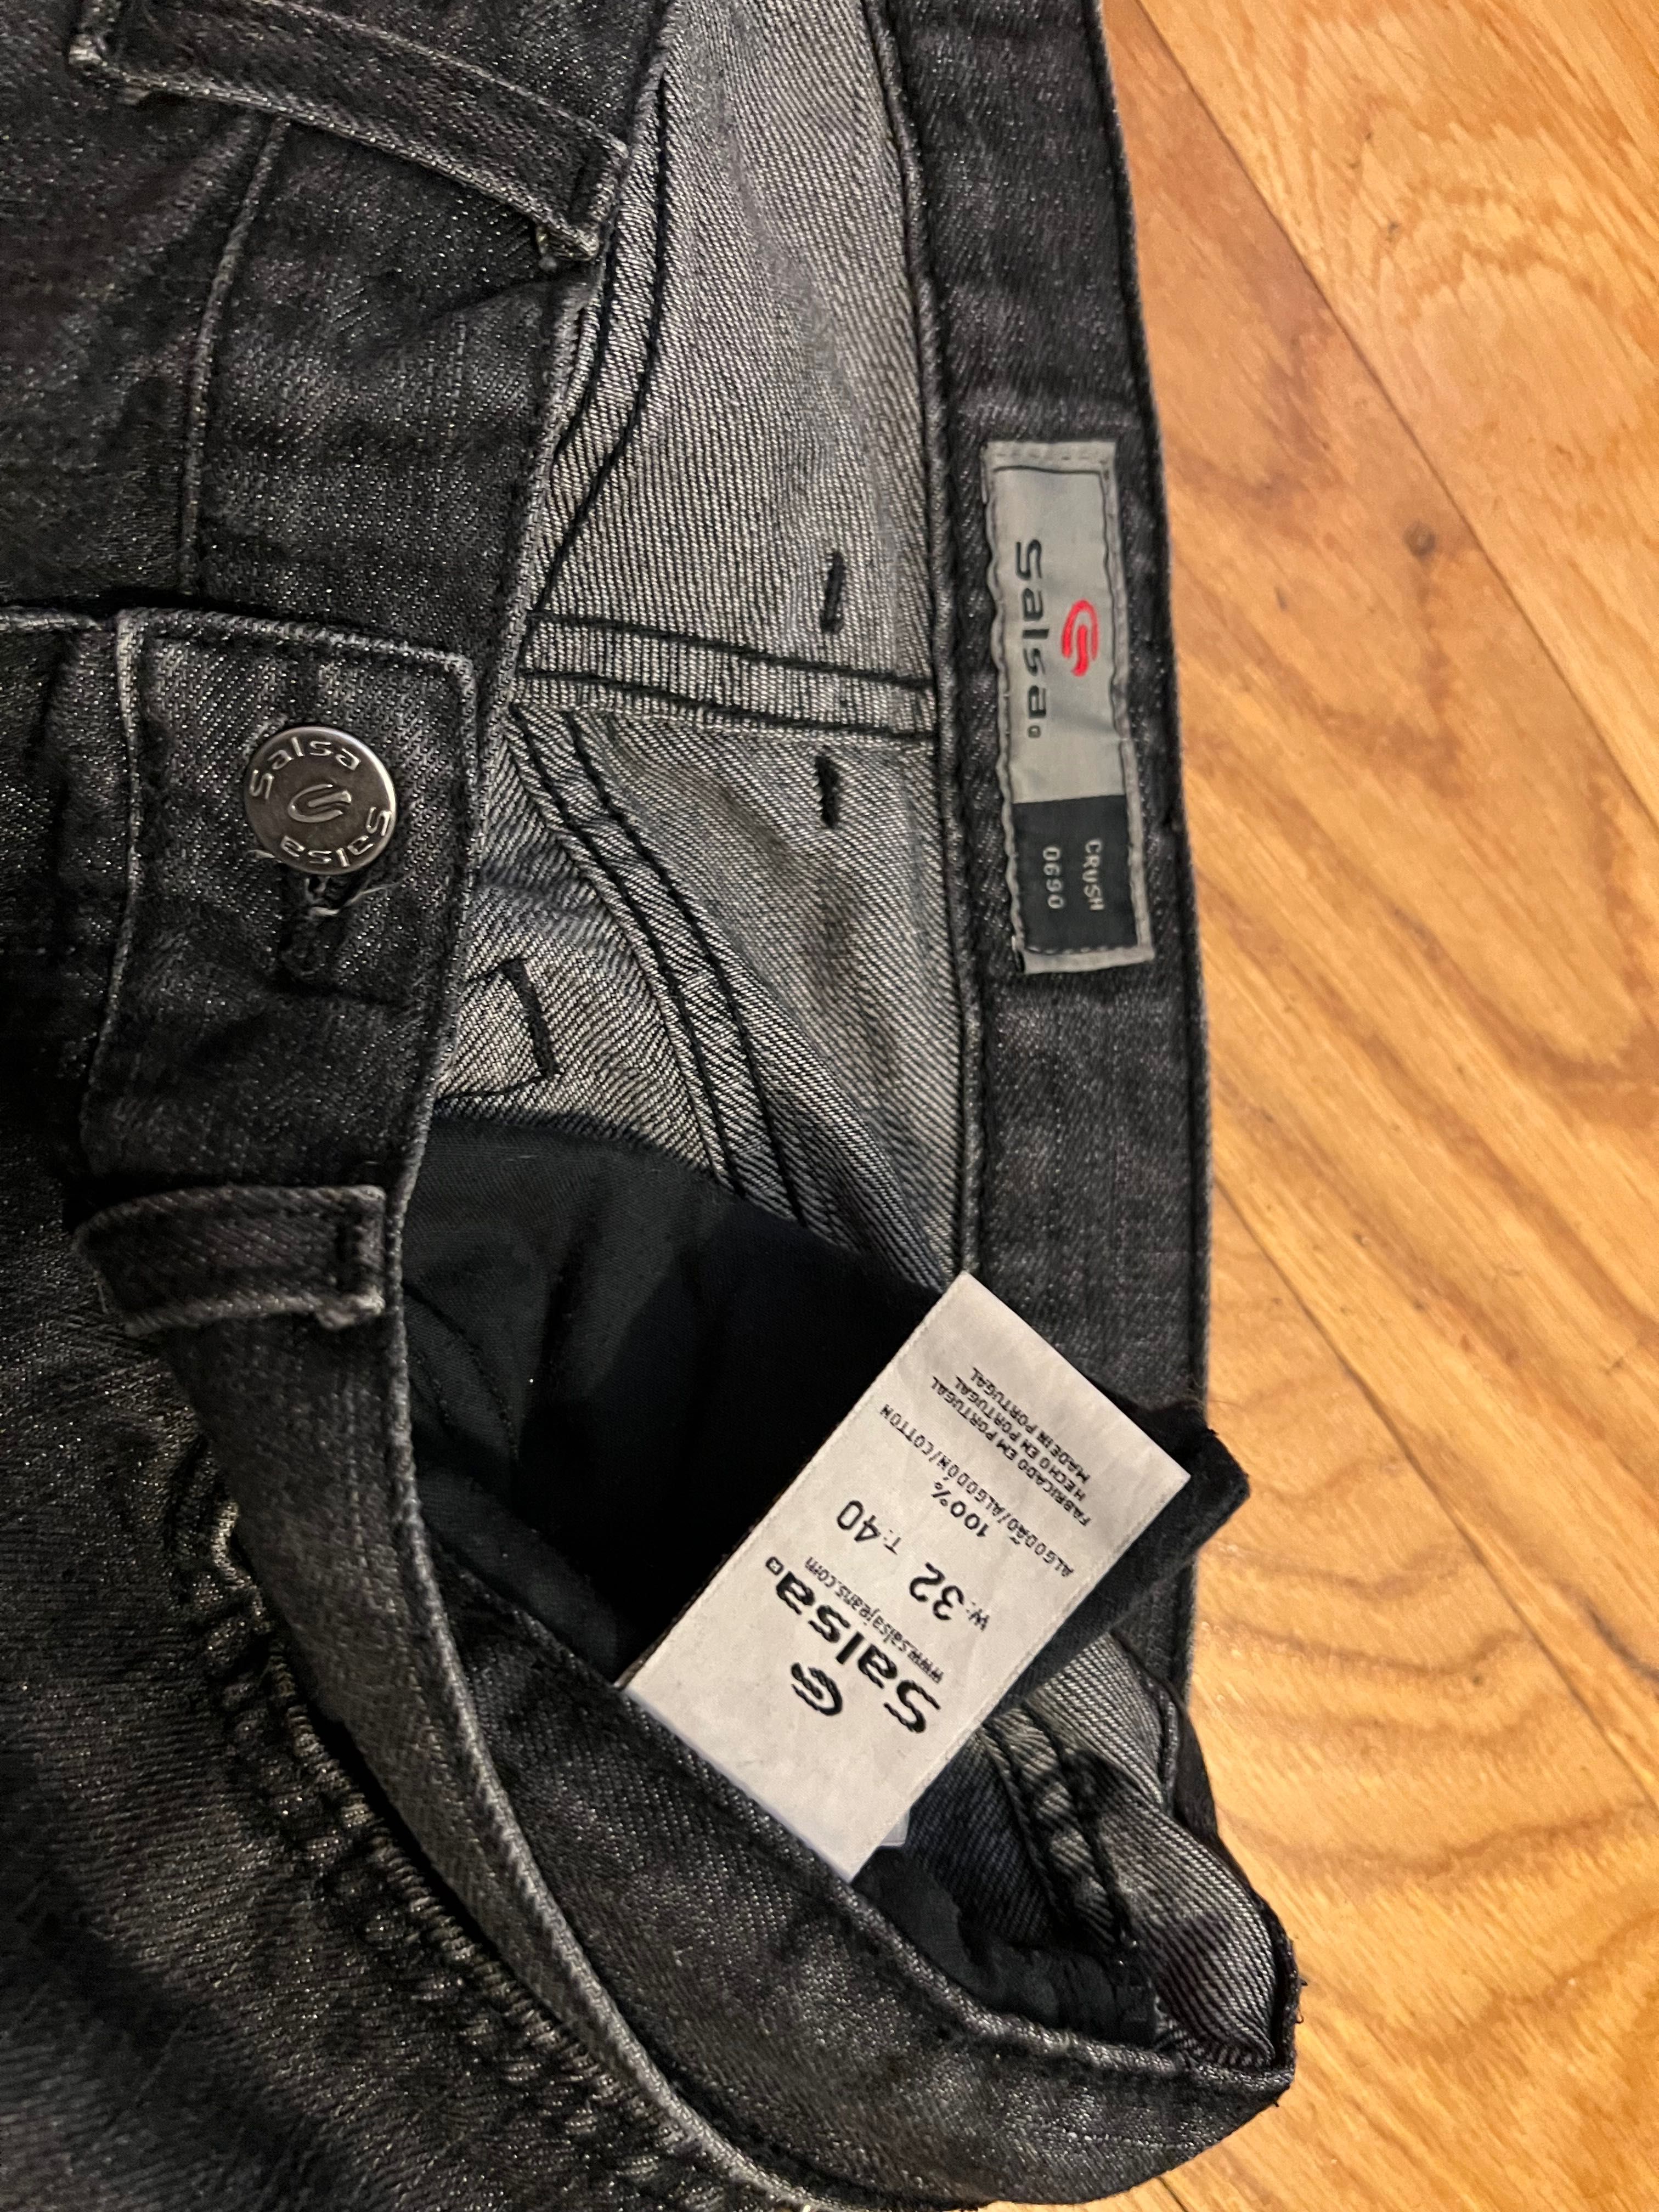 Salsa
CRUSH
0690
Salsa
Salsa
Salsa
www.salsajeans.com
W:32 T:40
100%
ALGODÃO/ALGODÓN/COTTON
FABRICADO EM PORTUGAL
HECHO EN PORTUGAL
MADE IN PORTUGAL